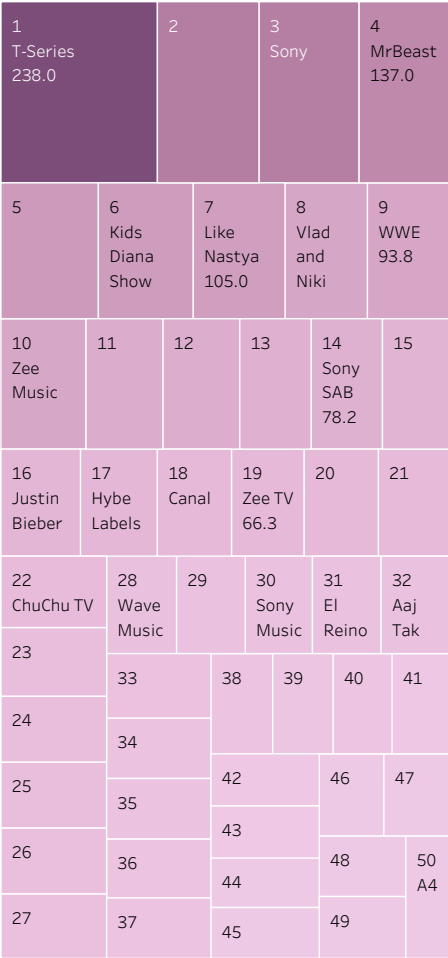 1
T-Series
238.0
2
3
Sony
4
MrBeast
137.0
5
6
Kids
Diana
Show
7
Like
Nastya
105.0
8
Vlad
and
Niki
9
WWE
93.8
10
Zee
Music
11
12
13
14
Sony
SAB
78.2
15
16
Justin
Bieber
17
Hybe
Labels
18
Canal
19
Zee TV
66.3
20
21
22
ChuChu TV
23
24
25
26
27
28
Wave
Music
29
30
Sony
Music
31
El
Reino
32
Aaj
Tak
33
34
35
36
37
38
39
40
41
42
43
44
45
46
47
48
49
50
A4